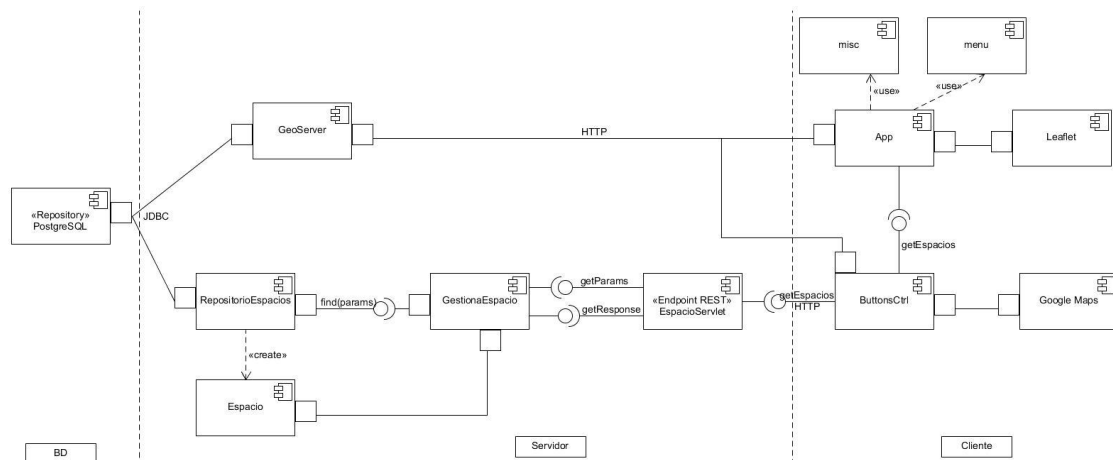 misc
menu
«use»
«use»
GeoServer
HTTP
App
Leaflet
«Repository»
PostgreSQL
JDBC
getEspacios
RepositorioEspacios
find(params)
GestionaEspacio
getParams
getResponse
«Endpoint REST»
EspacioServlet
getEspacios
HTTP
ButtonsCtrl
Google Maps
«create»
Espacio
BD
Servidor
Cliente